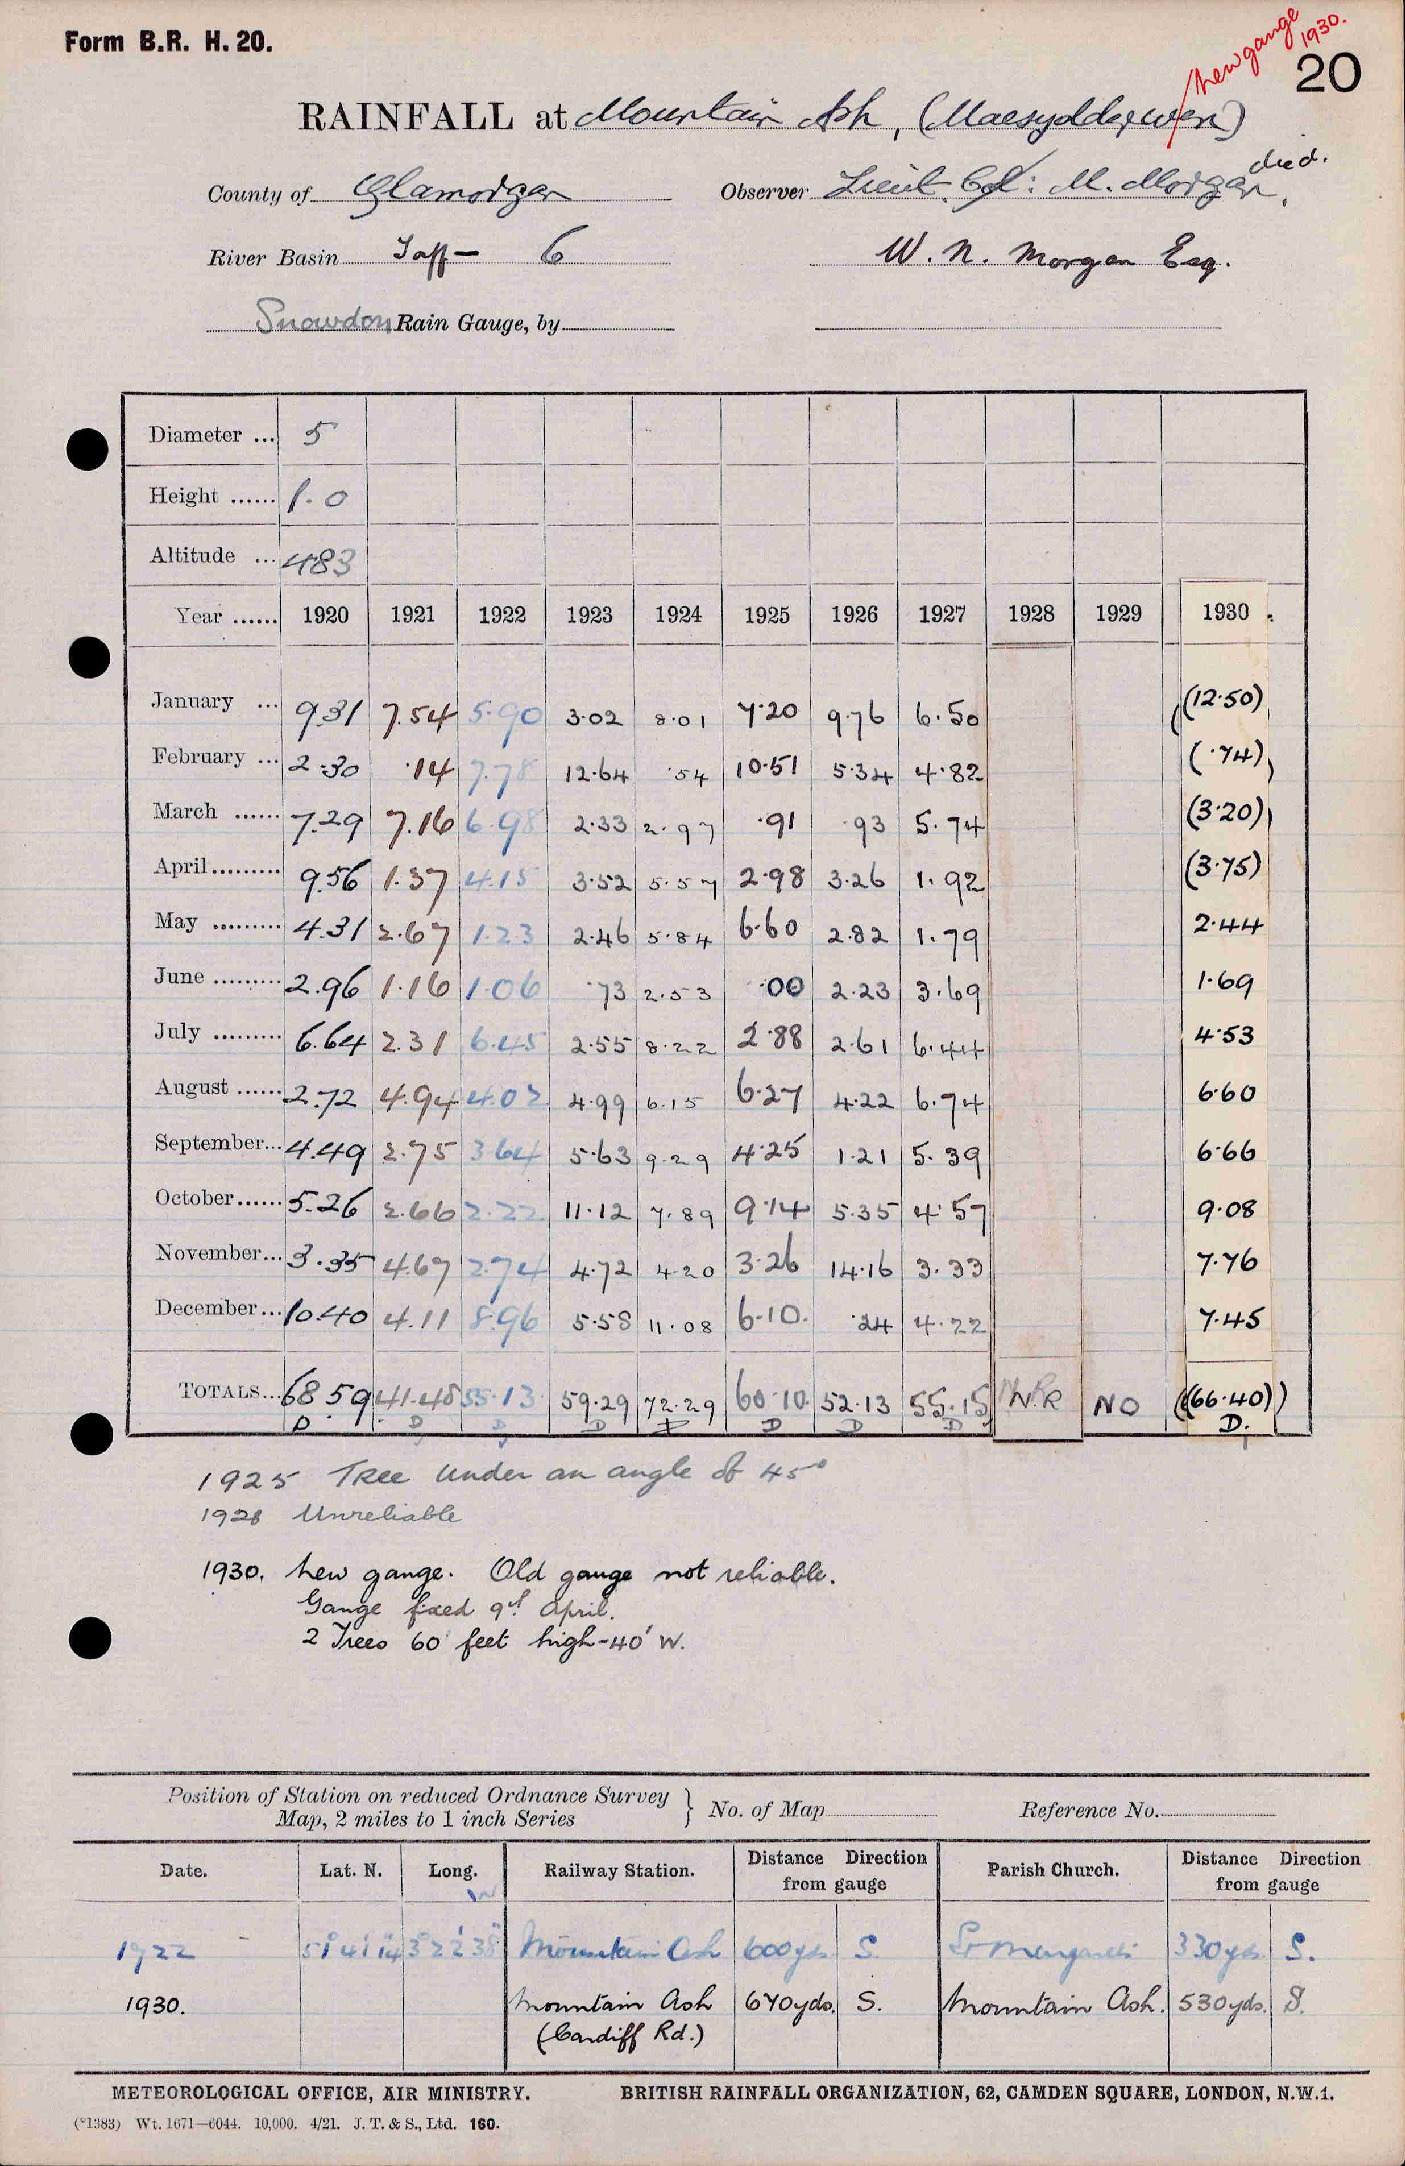 Form B.R. H. 20.
New gauge 1930.
20
RAINFALL at Mountain Ash, (Maesydderwen)
County of Glamorgan Observer Lieut. Col: M. Morgan, died.
River Basin Taff — 6 W. N. Morgan Esq.
Snowdon Rain Gauge, by
Diameter ... 5
Height ...... 1.0
Altitude ... 483
Year ...... 1920 1921 1922 1923 1924 1925 1926 1927 1928 1929 1930.
January ... 9.31 7.54 5.90 3.02 8.01 7.20 9.76 6.50 (12.50)
February ... 2.30 .14 7.78 12.64 .54 10.51 5.34 4.82 (.74)
March ...... 7.29 7.16 6.98 2.33 2.97 .91 .93 5.74 (3.20)
April ......... 9.56 1.37 4.15 3.52 5.57 2.98 3.26 1.92 (3.75)
May ......... 4.31 2.67 1.23 2.46 5.84 6.60 2.82 1.79 2.44
June ......... 2.96 1.16 1.06 .73 2.53 .00 2.23 3.69 1.69
July ......... 6.64 2.31 6.45 2.55 8.22 2.88 2.61 6.44 4.53
August ...... 2.72 4.94 4.02 4.99 6.15 6.27 4.22 6.74 6.60
September... 4.49 2.75 3.64 5.63 9.29 4.25 1.21 5.39 6.66
October...... 5.26 2.66 2.22 11.12 7.89 9.14 5.35 4.57 9.08
November... 3.35 4.67 2.74 4.72 4.20 3.26 14.16 3.33 7.76
December... 10.40 4.11 8.96 5.58 11.08 6.10. .24 4.22 7.45
TOTALS... 68.59 41.48 55.13 59.29 72.29 60.10 52.13 55.15 N.R NO ((66.40))
D D D D D D D D D.
1925 Tree under an angle of 45°
1928 Unreliable
1930. New gauge. Old gauge not reliable.
Gauge fixed 9th April.
2 Trees 60 feet high-40' W.
Position of Station on reduced Ordnance Survey Map, 2 miles to 1 inch Series } No. of Map Reference No.
Date. Lat. N. Long. W Railway Station. Distance Direction from gauge Parish Church. Distance Direction from gauge
1922 51° 41' 14" 3° 22' 38" Mountain Ash 600 yds. S. St Margarets 330 yds. S.
1930. Mountain Ash 670 yds. S. Mountain Ash. 530 yds. S.
(Cardiff Rd.)
METEOROLOGICAL OFFICE, AIR MINISTRY. BRITISH RAINFALL ORGANIZATION, 62, CAMDEN SQUARE, LONDON, N.W.1.
(*1383) Wt. 1671—6044. 10,000. 4/21. J. T. & S., Ltd. 160.